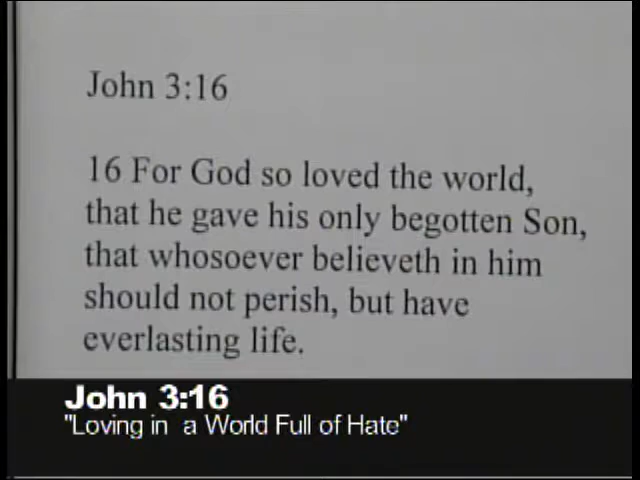 John 3:16
16 For God so loved the world,
that he gave his only begotten Son,
that whosoever believeth in him
should not perish, but have
everlasting life.
John 3:16
"Loving in a World Full of Hate"